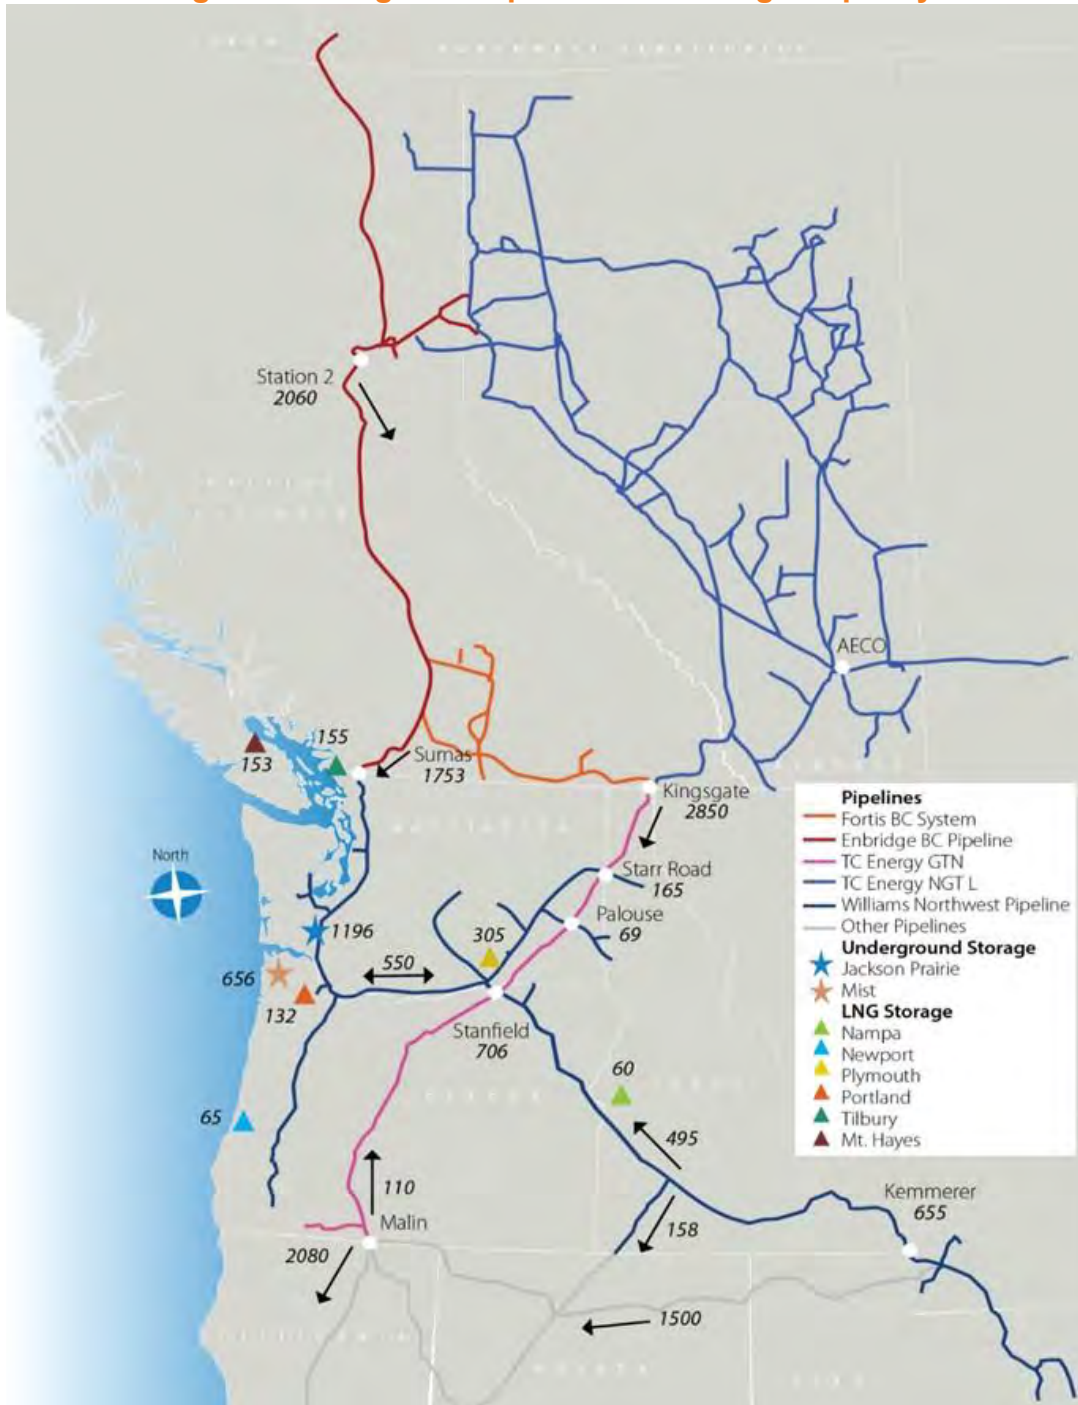 Station 2
2060
AECO
155
153
Sumas
1753
Kingsgate
2850
North
Starr Road
165
Palouse
69
1196
305
550
656
132
Stanfield
706
60
65
495
110
Malin
158
Kemmerer
655
2080
1500
Pipelines
Fortis BC System
Enbridge BC Pipeline
TC Energy GTN
TC Energy NGT L
Williams Northwest Pipeline
Other Pipelines
Underground Storage
Jackson Prairie
Mist
LNG Storage
Nampa
Newport
Plymouth
Portland
Tilbury
Mt. Hayes